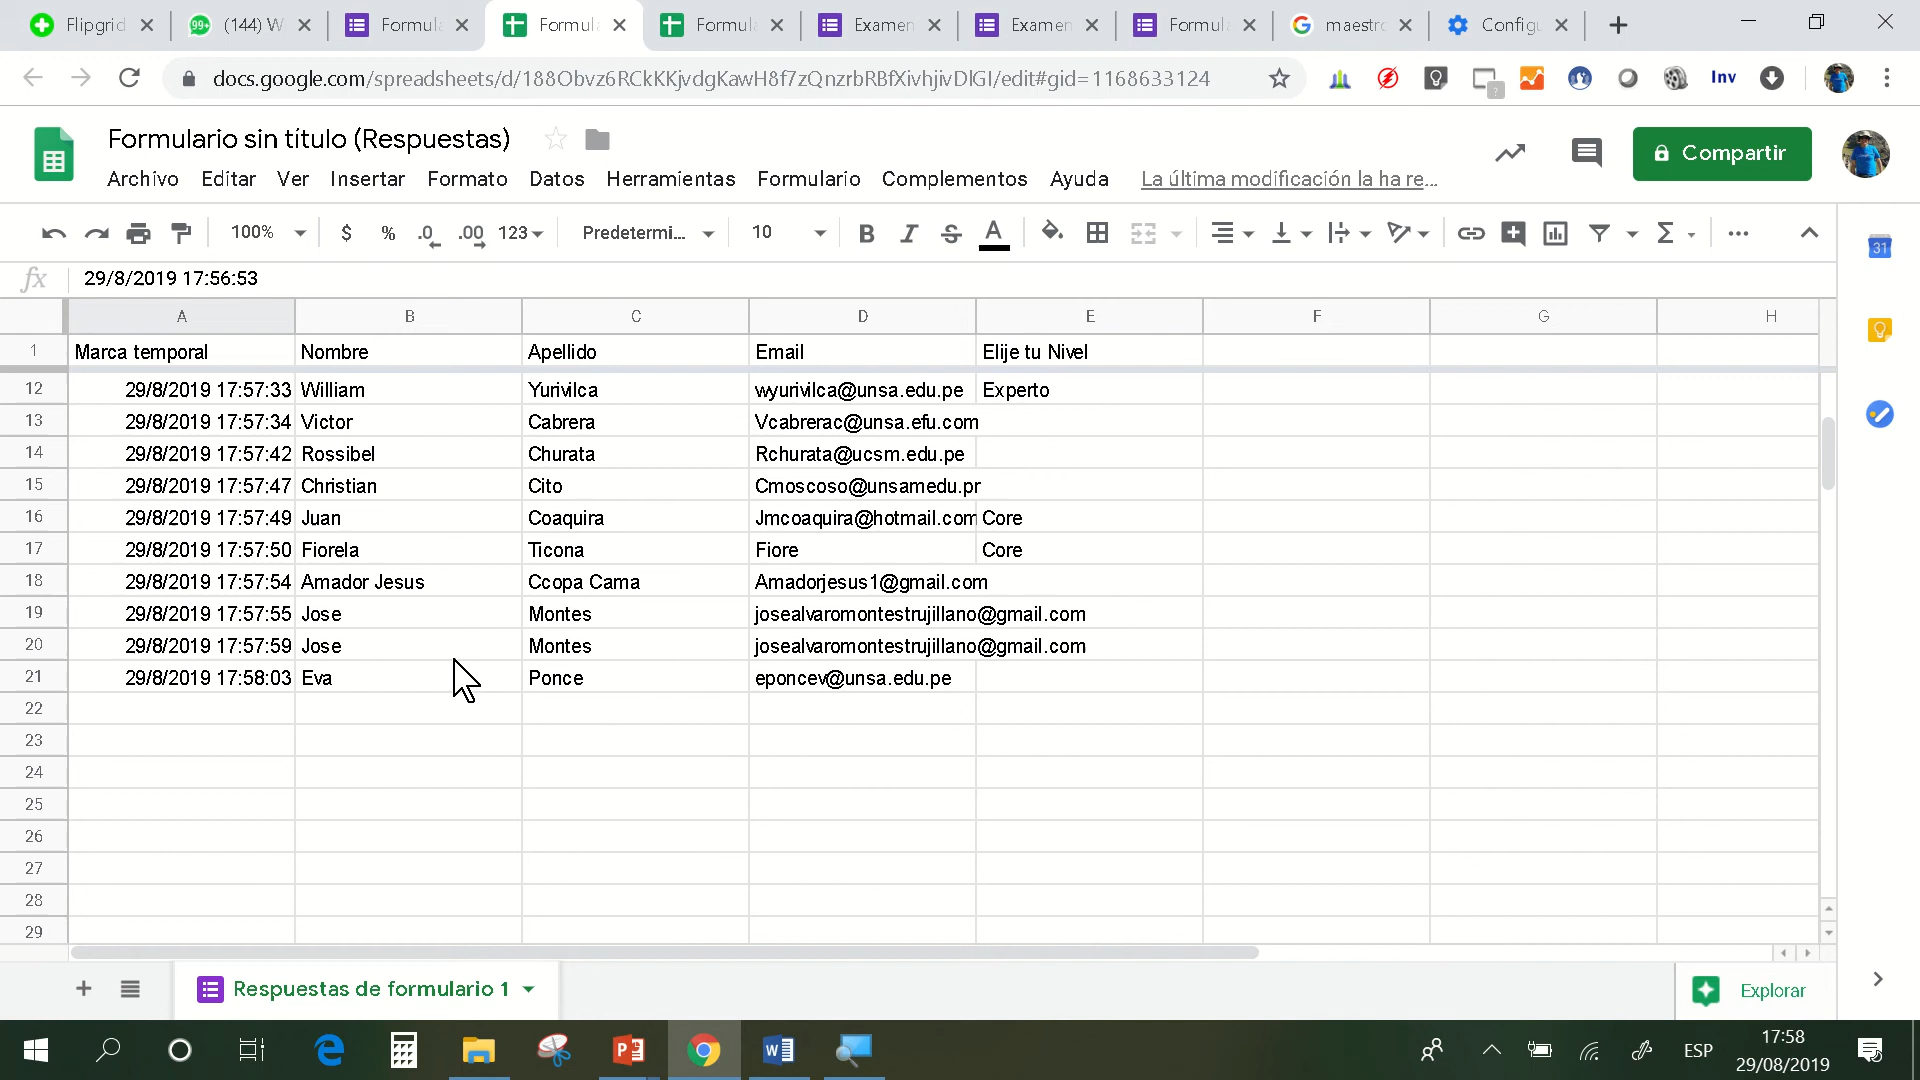 Flipgrid
(144) W
Formula
Formula
Formula
Examen
Examen
Formula
maestro
Configu
docs.google.com/spreadsheets/d/188Obvz6RCkKKjvdgKawH8f7zQnzrbRBfXivhjivDlGI/edit#gid=1168633124
Inv
Formulario sin título (Respuestas)
Compartir
Archivo Editar Ver Insertar Formato Datos Herramientas Formulario Complementos Ayuda La última modificación la ha re...
100% $ % .0 .00 123 Predetermi... 10 B I S A
31
fx 29/8/2019 17:56:53
A B C D E F G H
1 Marca temporal Nombre Apellido Email Elije tu Nivel
12 29/8/2019 17:57:33 William Yurivilca wyurivilca@unsa.edu.pe Experto
13 29/8/2019 17:57:34 Victor Cabrera Vcabrerac@unsa.efu.com
14 29/8/2019 17:57:42 Rossibel Churata Rchurata@ucsm.edu.pe
15 29/8/2019 17:57:47 Christian Cito Cmoscoso@unsamedu.pr
16 29/8/2019 17:57:49 Juan Coaquira Jmcoaquira@hotmail.com Core
17 29/8/2019 17:57:50 Fiorela Ticona Fiore Core
18 29/8/2019 17:57:54 Amador Jesus Ccopa Cama Amadorjesus1@gmail.com
19 29/8/2019 17:57:55 Jose Montes josealvaromontestrujillano@gmail.com
20 29/8/2019 17:57:59 Jose Montes josealvaromontestrujillano@gmail.com
21 29/8/2019 17:58:03 Eva Ponce eponcev@unsa.edu.pe
22
23
24
25
26
27
28
29
Respuestas de formulario 1
Explorar
ESP
17:58
29/08/2019